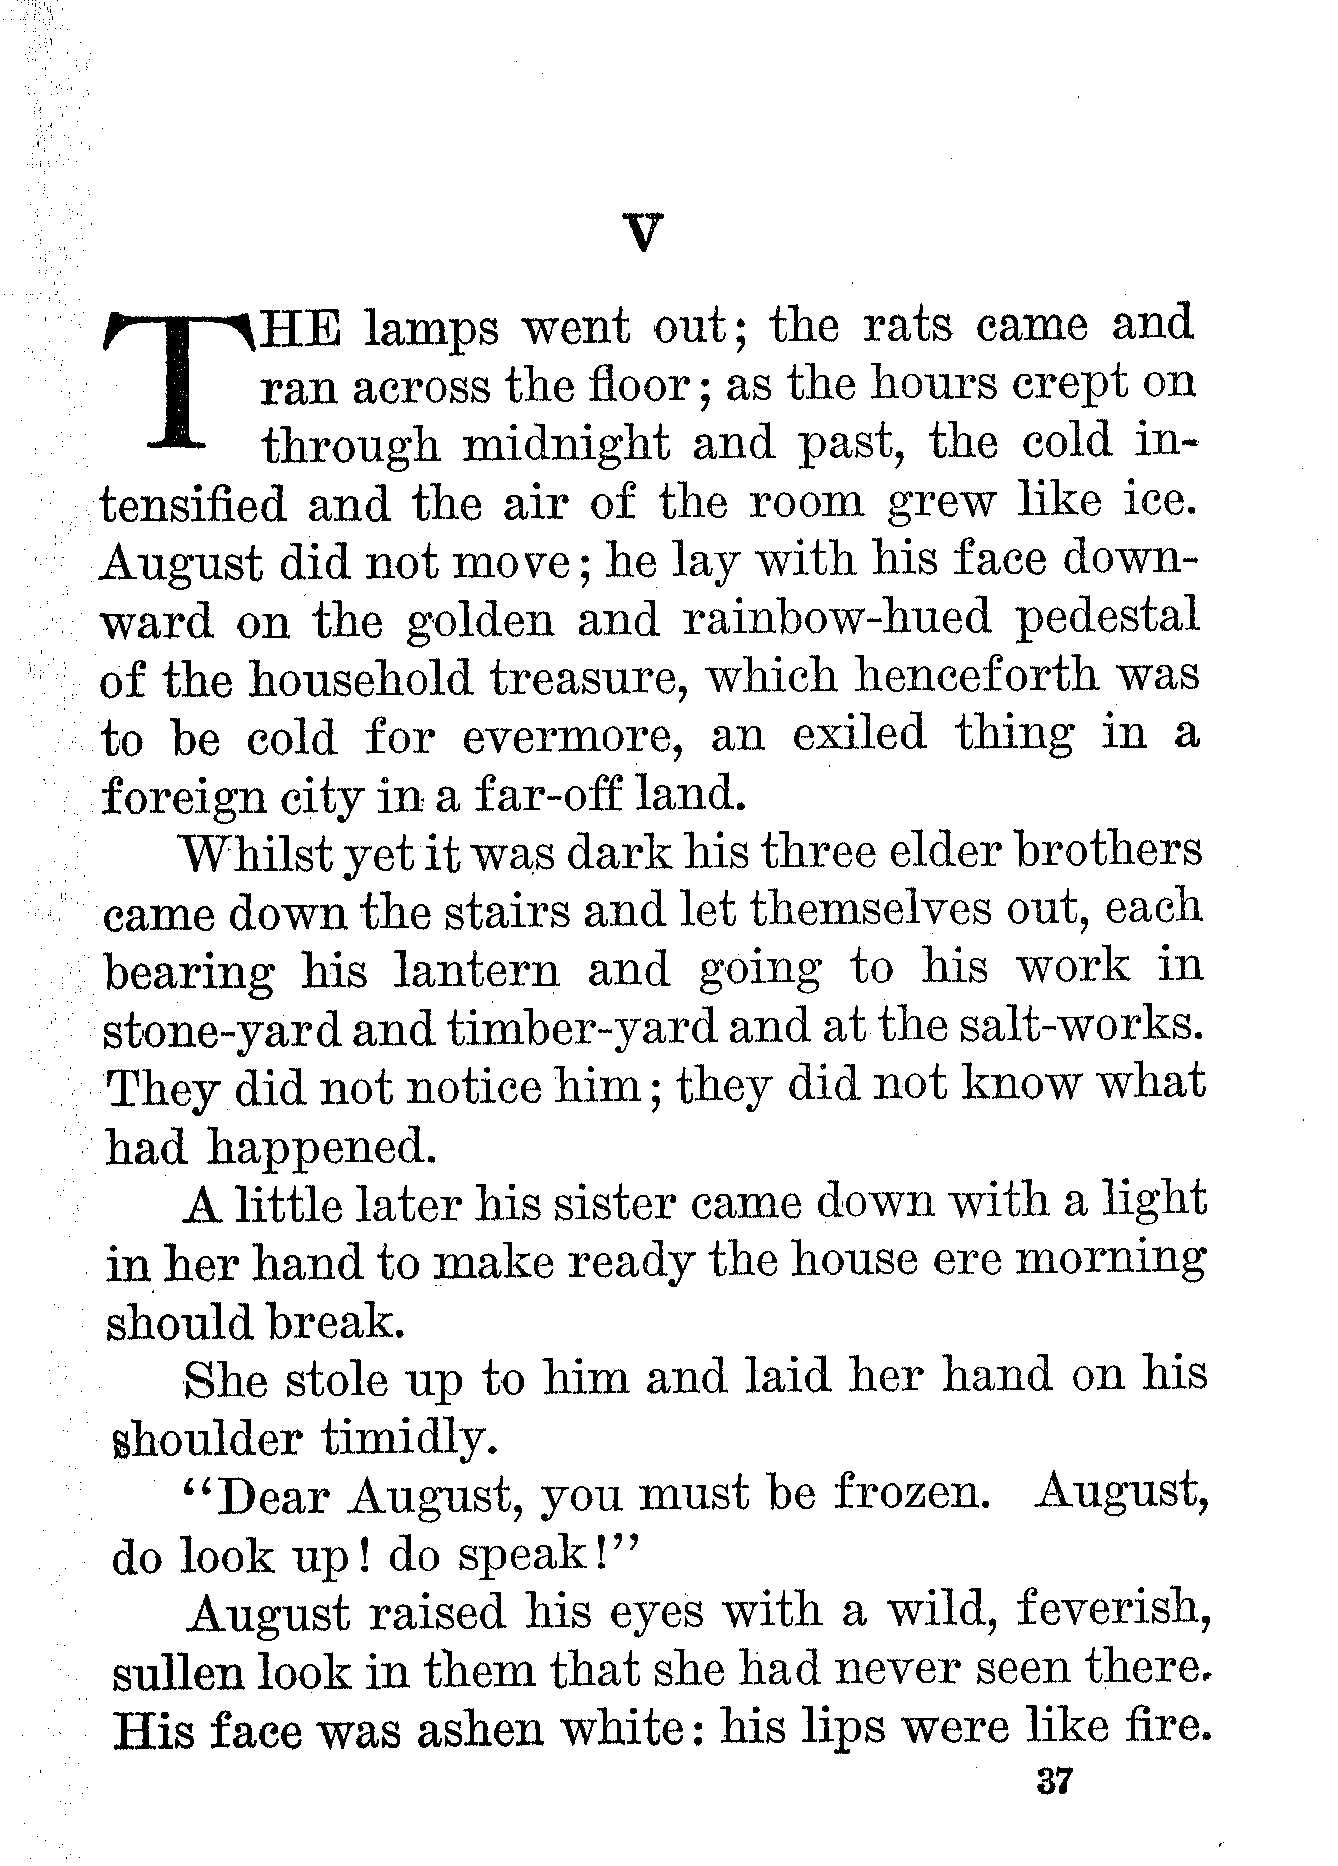 V
THE lamps went out; the rats came and
ran across the floor; as the hours crept on
through midnight and past, the cold in-
tensified and the air of the room grew like ice.
August did not move; he lay with his face down-
ward on the golden and rainbow-hued pedestal
of the household treasure, which henceforth was
to be cold for evermore, an exiled thing in a
foreign city in a far-off land.
Whilst yet it was dark his three elder brothers
came down the stairs and let themselves out, each
bearing his lantern and going to his work in
stone-yard and timber-yard and at the salt-works.
They did not notice him; they did not know what
had happened.
A little later his sister came down with a light
in her hand to make ready the house ere morning
should break.
She stole up to him and laid her hand on his
shoulder timidly.
"Dear August, you must be frozen. August,
do look up! do speak!"
August raised his eyes with a wild, feverish,
sullen look in them that she had never seen there.
His face was ashen white: his lips were like fire.
37